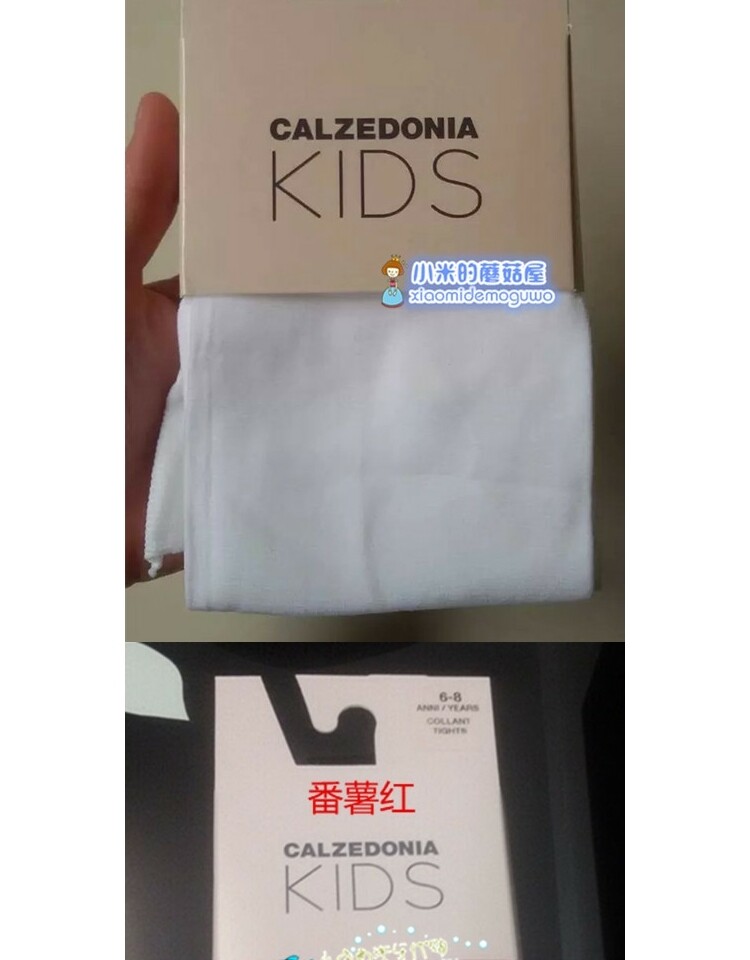 CALZEDONIA
KIDS
小米的蘑菇屋
xiaomidemoguwo
6-8
ANNI / YEARS
COLLANT
TIGHTS
番薯红
CALZEDONIA
KIDS